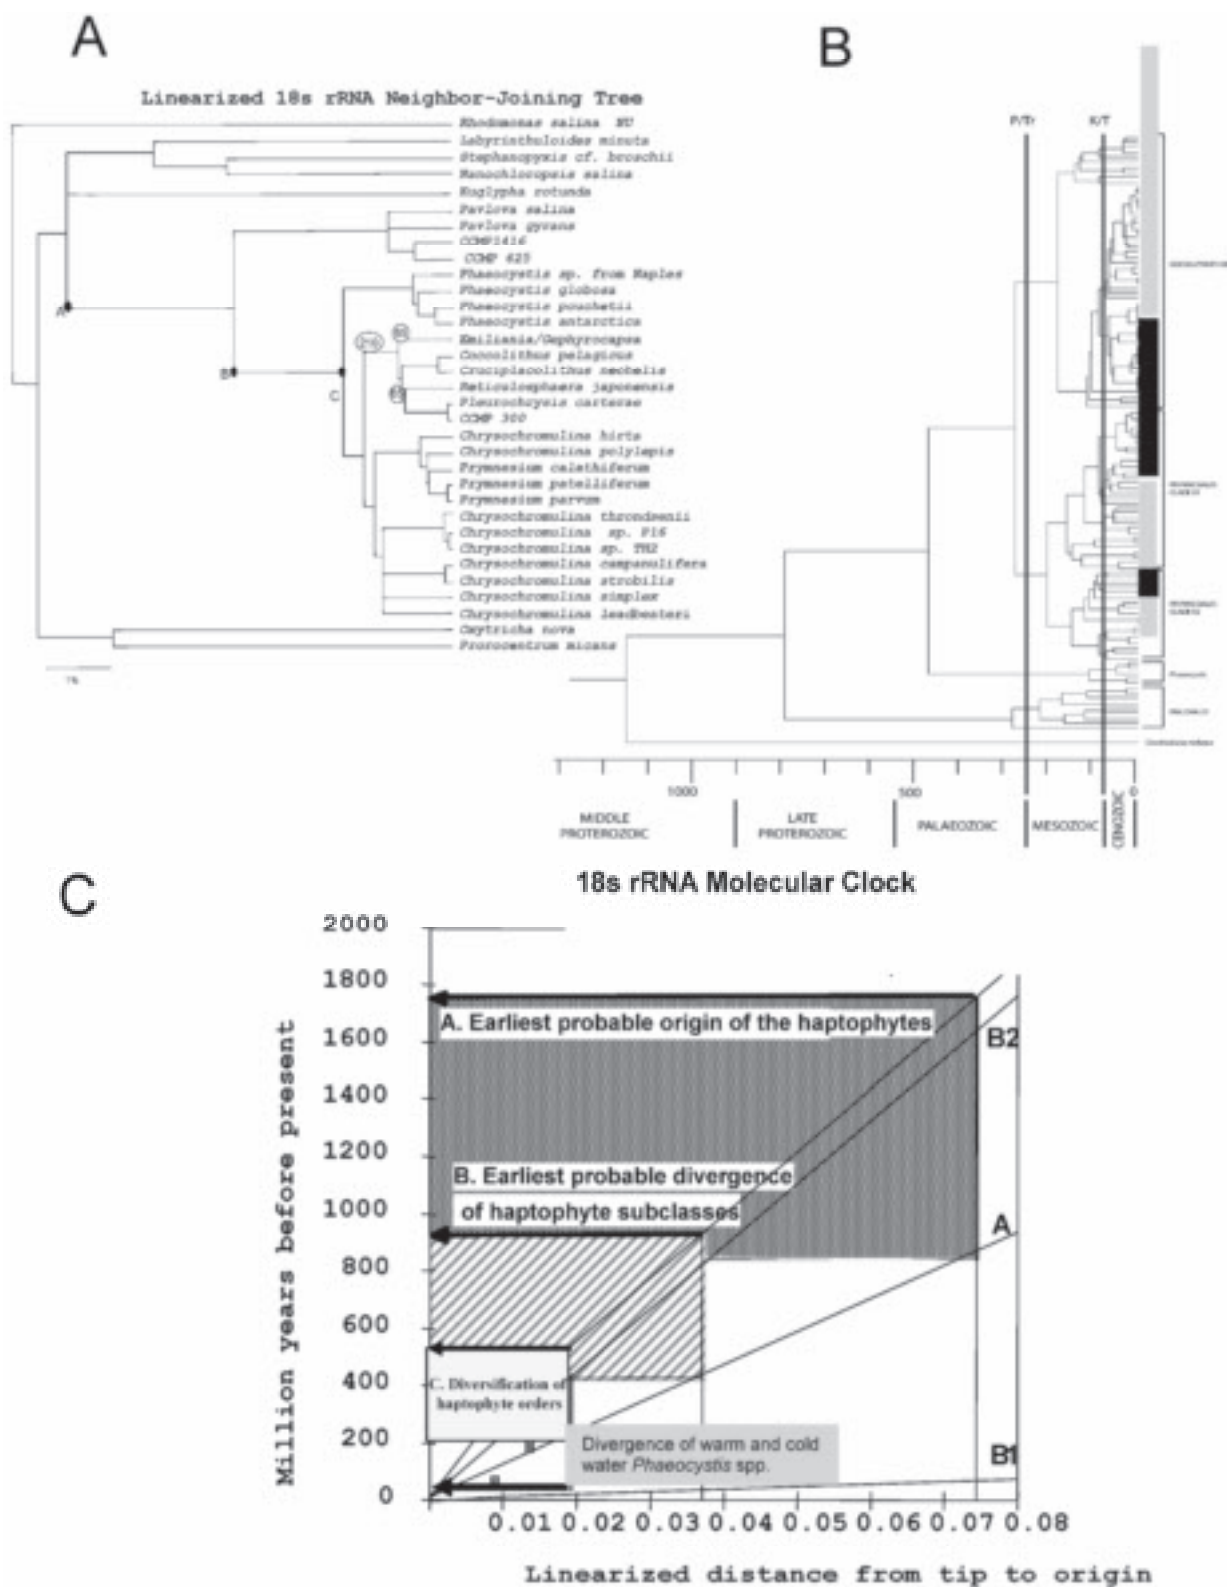 A
Linearized 18s rRNA Neighbor-Joining Tree
Rhodomonas salina NU
Labyrinthuloides minuta
Stephanopyxis cf. broschii
Nanochloropsis salina
Euglypha rotunda
Pavlova salina
Pavlova gyrans
CCMP1416
CCMP 625
Phaeocystis sp. from Naples
Phaeocystis globosa
Phaeocystis pouchetii
Phaeocystis antarctica
Emiliania/Gephyrocapsa
Coccolithus pelagicus
Cruciplacolithus neohelis
Reticulosphaera japonensis
Pleurochrysis carterae
CCMP 300
Chrysochromulina hirta
Chrysochromulina polylepis
Prymnesium calathiferum
Prymnesium patelliferum
Prymnesium parvum
Chrysochromulina throndsenii
Chrysochromulina sp. P16
Chrysochromulina sp. TH2
Chrysochromulina campanulifera
Chrysochromulina strobilis
Chrysochromulina simplex
Chrysochromulina leadbeateri
Oxytricha nova
Prorocentrum micans
A
B
C
1%
B
P/Tr
K/T
1000
500
0
MIDDLE
PROTEROZOIC
LATE
PROTEROZOIC
PALAEOZOIC
MESOZOIC
CENOZOIC
C
18s rRNA Molecular Clock
Million years before present
2000
1800
1600
1400
1200
1000
800
600
400
200
0
A. Earliest probable origin of the haptophytes
B. Earliest probable divergence
of haptophyte subclasses
C. Diversification of
haptophyte orders
Divergence of warm and cold
water Phaeocystis spp.
B2
A
B1
0.01 0.02 0.03 0.04 0.05 0.06 0.07 0.08
Linearized distance from tip to origin